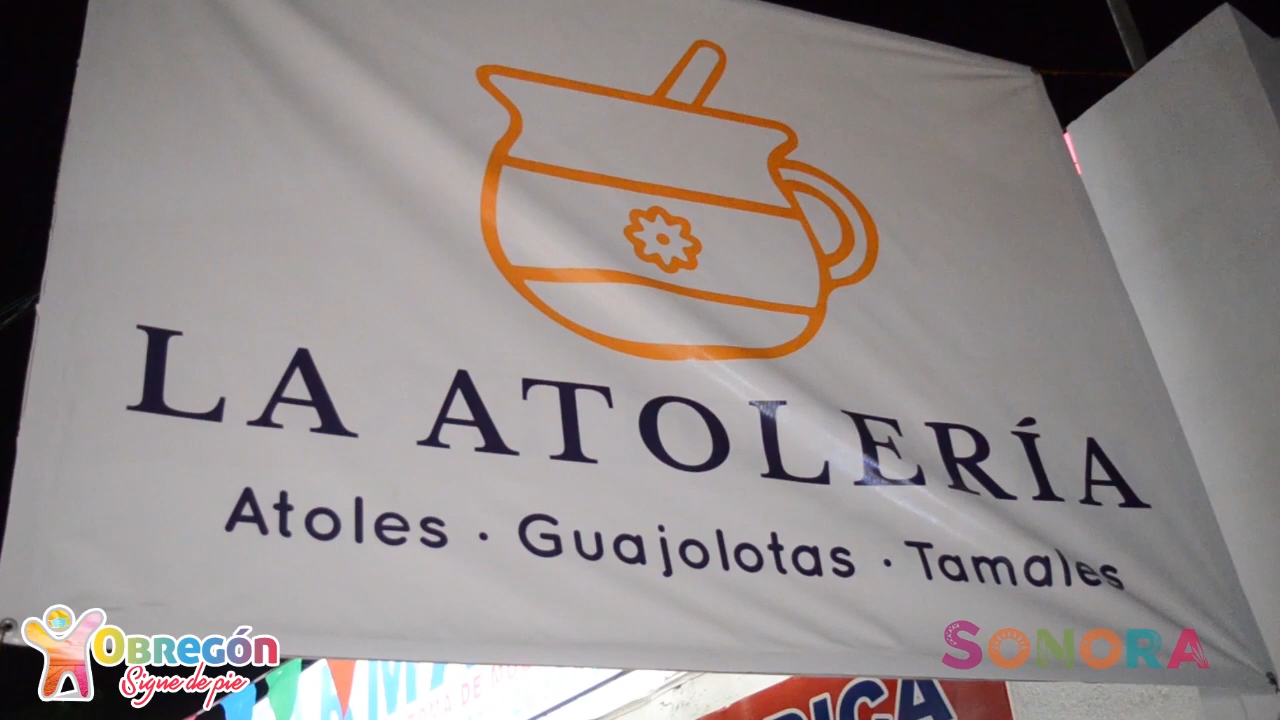 LA ATOLERÍA
Atoles · Guajolotas · Tamales
OBREGÓN
Sigue de pie
SONORA